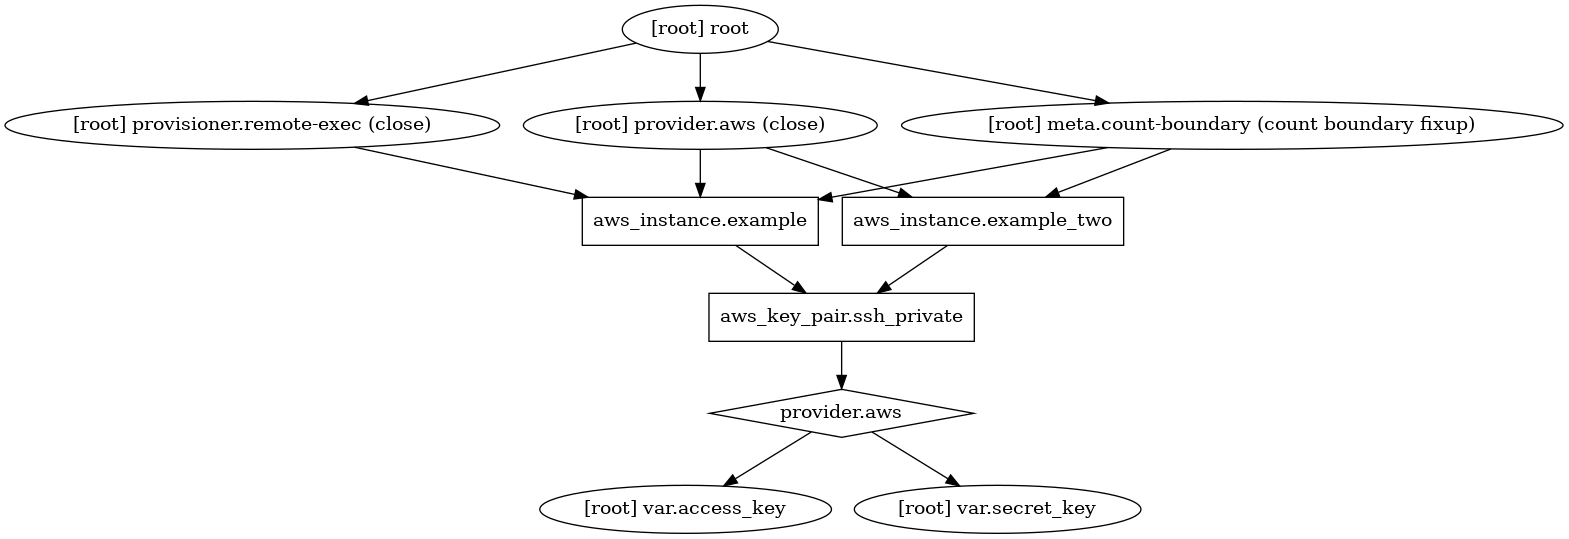 [root] root
[root] provisioner.remote-exec (close)
[root] provider.aws (close)
[root] meta.count-boundary (count boundary fixup)
aws_instance.example
aws_instance.example_two
aws_key_pair.ssh_private
provider.aws
[root] var.access_key
[root] var.secret_key